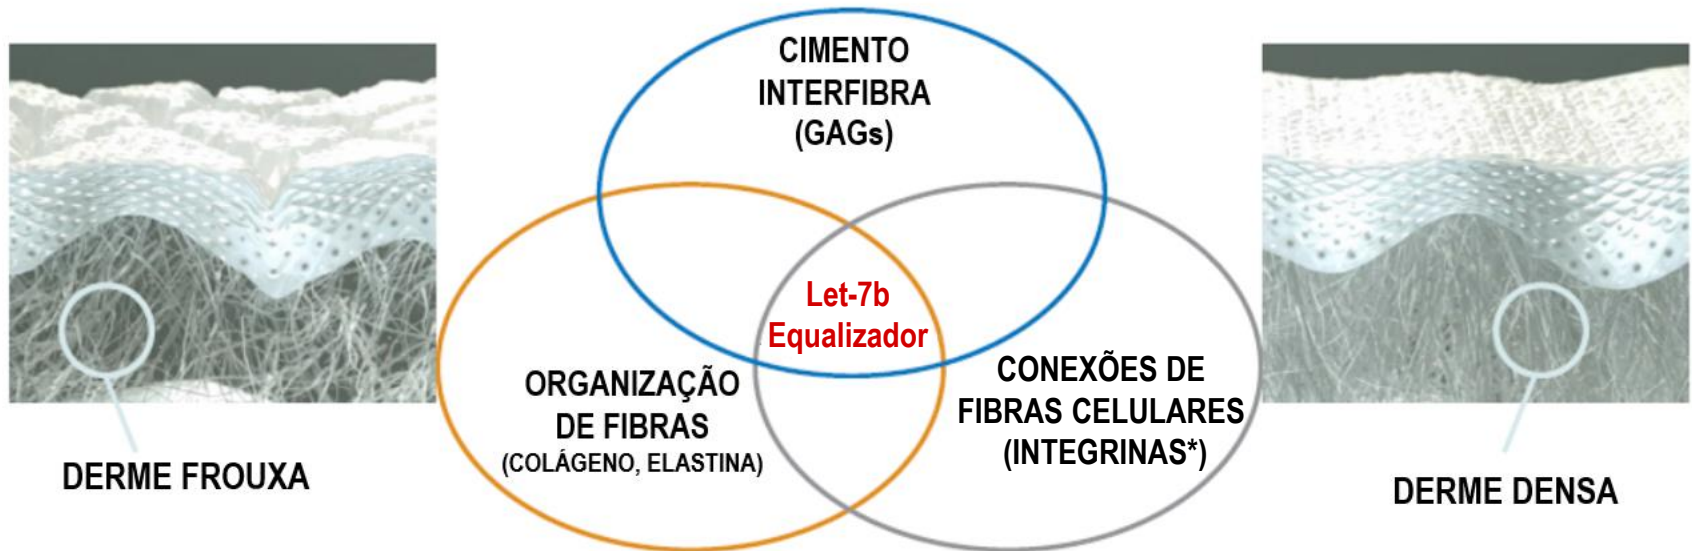 CIMENTO
INTERFIBRA
(GAGs)
Let-7b
Equalizador
ORGANIZAÇÃO
DE FIBRAS
(COLÁGENO, ELASTINA)
CONEXÕES DE
FIBRAS CELULARES
(INTEGRINAS*)
DERME FROUXA
DERME DENSA